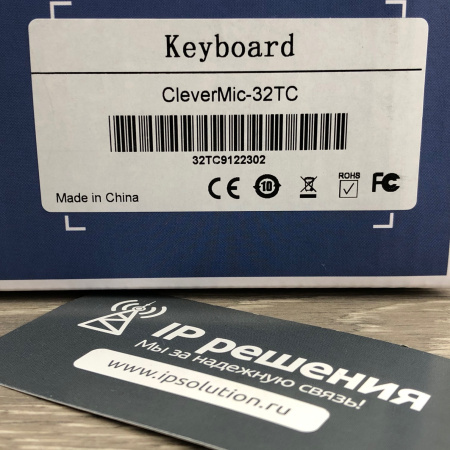 Keyboard
CleverMic-32TC
32TC9122302
Made in China
CE
10
ROHS
FC
IP решения
Мы за надежную связь!
www.ipsolution.ru